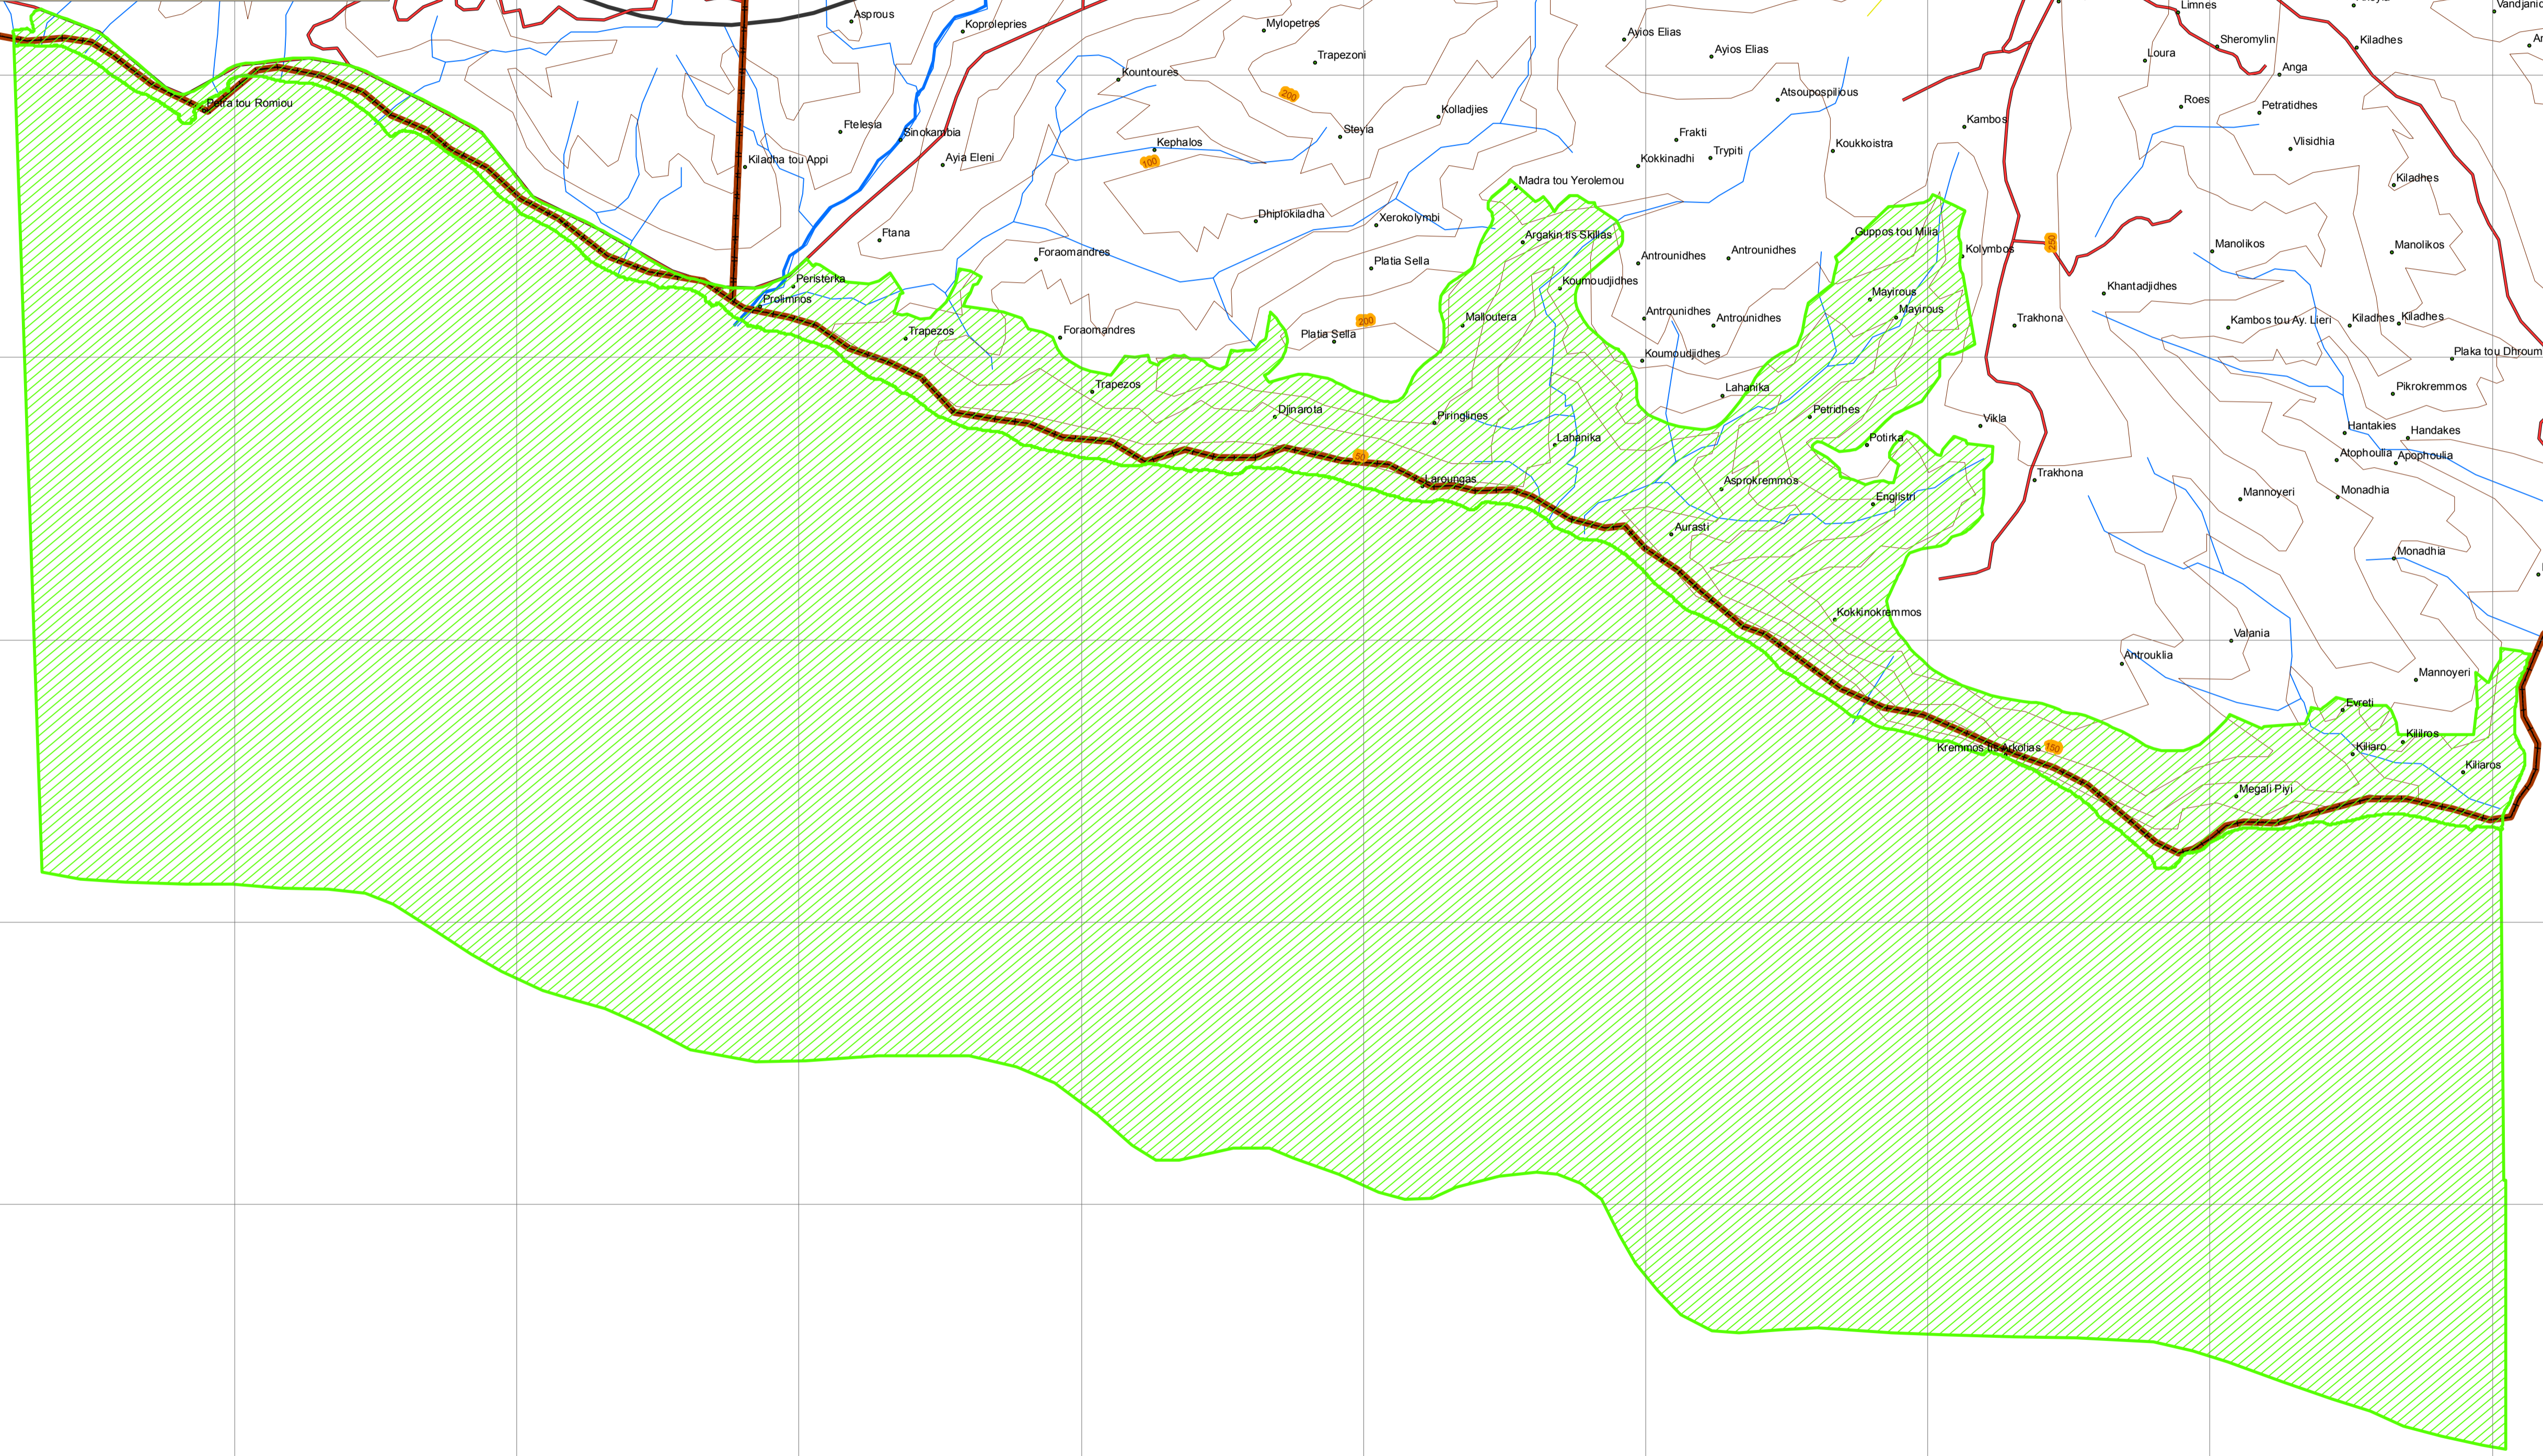 Asprous
Koprolepries
Mylopetres
Trapezoni
Ayios Elias
Ayios Elias
Limnes
Sheromylin
Kiladhes
Loura
Anga
Kountoures
200
Atsoupospilious
Kolladjies
Roes
Petratidhes
Petra tou Romiou
Ftelesia
Sinokambia
Steyia
Kambos
Frakti
Kephalos
Koukkoistra
Vlisidhia
Kiladha tou Appi
Ayia Eleni
100
Kokkinadhi
Trypiti
Madra tou Yerolemou
Kiladhes
Dhiplokiladha
Xerokolymbi
Ftana
Argakin tis Skillas
Guppos tou Milia
250
Foraomandres
Antrounidhes
Antrounidhes
Kolymbos
Manolikos
Manolikos
Platia Sella
Peristerka
Koumoudjidhes
Khantadjidhes
Prolimnos
Mayirous
Mayirous
Trapezos
Foraomandres
Platia Sella
200
Malloutera
Antrounidhes
Antrounidhes
Trakhona
Kambos tou Ay. Lieri
Kiladhes
Kiladhes
Koumoudjidhes
Plaka tou Dhroum
Trapezos
Lahanika
Pikrokremmos
Djinarota
Piringlines
Petridhes
Vikla
Lahanika
Potirka
Hantakies
Handakes
50
Atophoulia
Apophoulia
Laroungas
Asprokremmos
Trakhona
Englistri
Mannoyeri
Monadhia
Aurasti
Monadhia
Kokkinokremmos
Valania
Antrouklia
Mannoyeri
Evreti
Kremmos tis Arkolias
150
Kiliaro
Kililros
Kiliaros
Megali Piyi